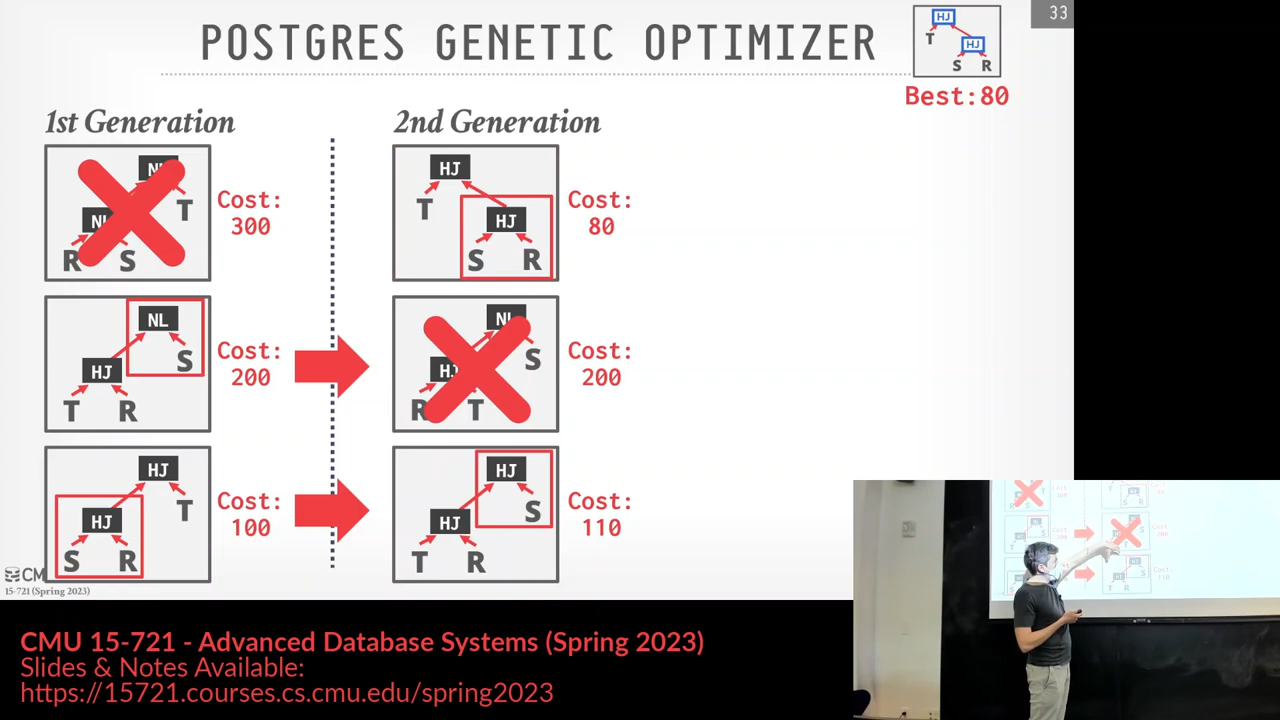 POSTGRES GENETIC OPTIMIZER
33
HJ
T
HJ
S R
Best:80
1st Generation
2nd Generation
NL
NL
T
R S
Cost:
300
HJ
T
HJ
S R
Cost:
80
NL
HJ
S
T R
Cost:
200
NL
HJ
S
R T
Cost:
200
HJ
HJ
T
S R
Cost:
100
HJ
HJ
S
T R
Cost:
110
CM
15-721 (Spring 2023)
CMU 15-721 - Advanced Database Systems (Spring 2023)
Slides & Notes Available:
https://15721.courses.cs.cmu.edu/spring2023